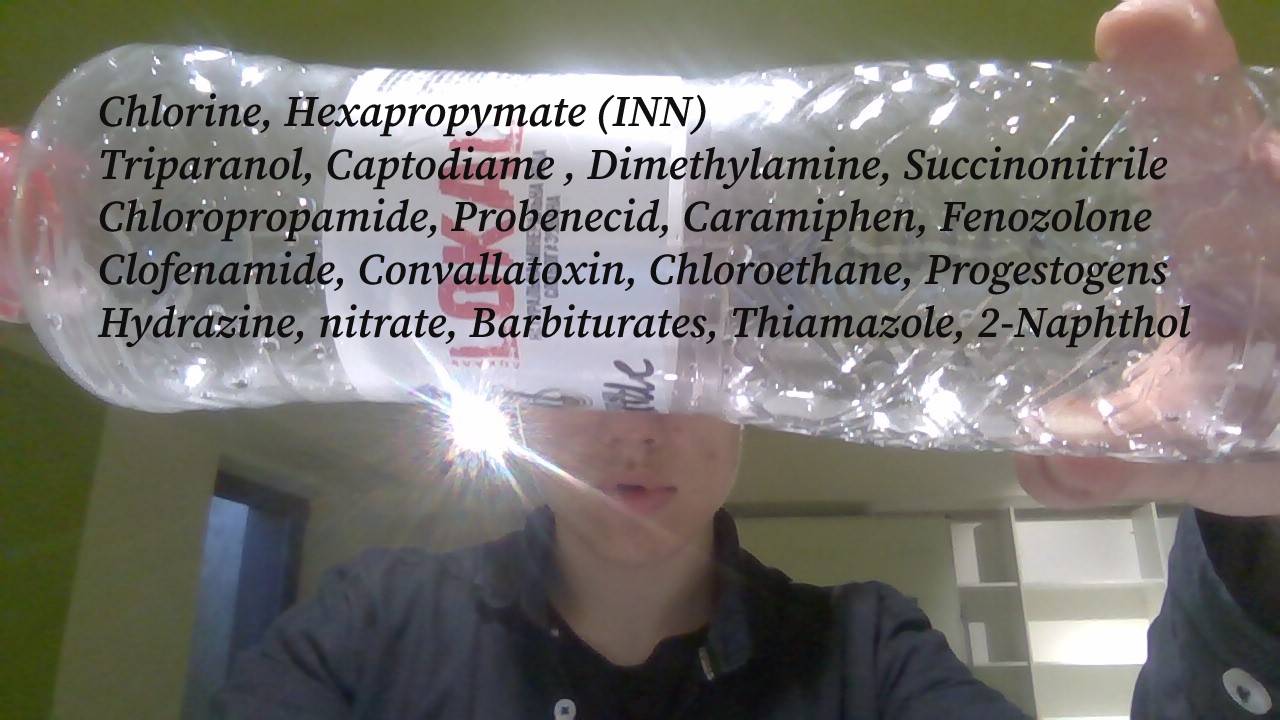 Chlorine, Hexapropymate (INN)
Triparanol, Captodiame , Dimethylamine, Succinonitrile
Chloropropamide, Probenecid, Caramiphen, Fenozolone
Clofenamide, Convallatoxin, Chloroethane, Progestogens
Hydrazine, nitrate, Barbiturates, Thiamazole, 2-Naphthol
LOKAL